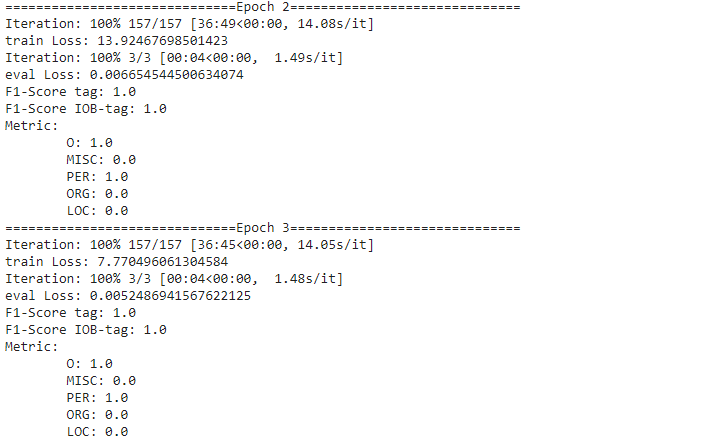 ==============================Epoch 2==============================
Iteration: 100% 157/157 [36:49<00:00, 14.08s/it]
train Loss: 13.92467698501423
Iteration: 100% 3/3 [00:04<00:00,  1.49s/it]
eval Loss: 0.006654544500634074
F1-Score tag: 1.0
F1-Score IOB-tag: 1.0
Metric:
O: 1.0
MISC: 0.0
PER: 1.0
ORG: 0.0
LOC: 0.0
==============================Epoch 3==============================
Iteration: 100% 157/157 [36:45<00:00, 14.05s/it]
train Loss: 7.770496061304584
Iteration: 100% 3/3 [00:04<00:00,  1.48s/it]
eval Loss: 0.0052486941567622125
F1-Score tag: 1.0
F1-Score IOB-tag: 1.0
Metric:
O: 1.0
MISC: 0.0
PER: 1.0
ORG: 0.0
LOC: 0.0